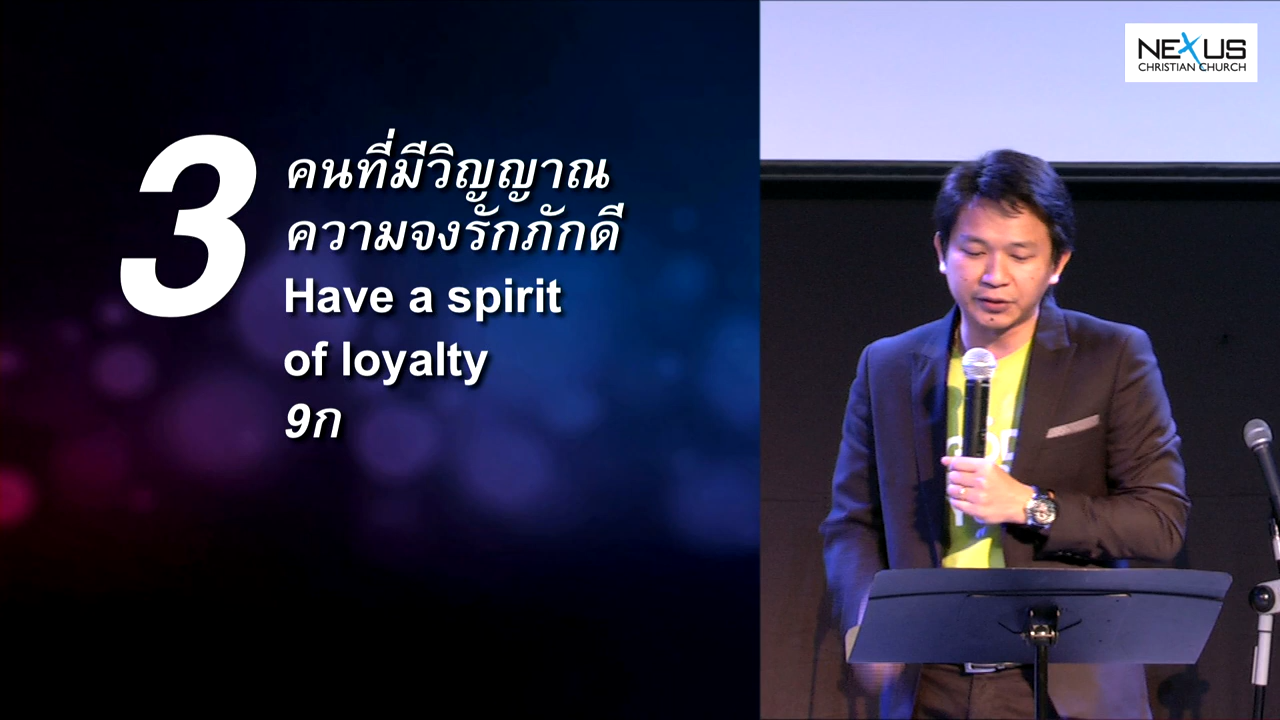 3
คนที่มีวิญญาณ
ความจงรักภักดี
Have a spirit
of loyalty
9ก
NEXUS
CHRISTIAN CHURCH